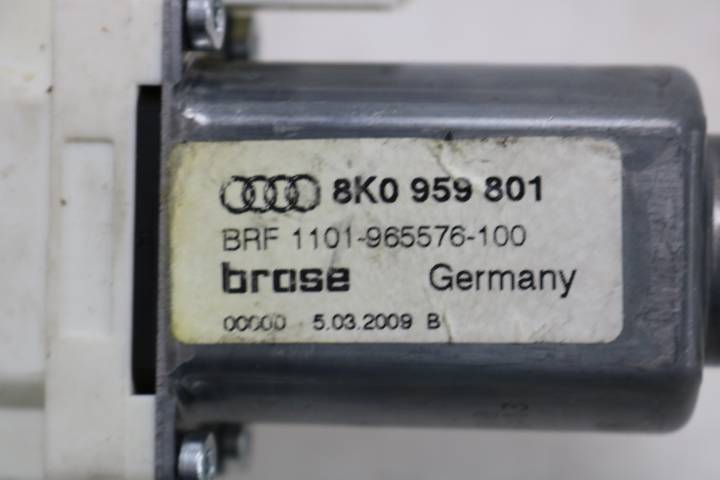 8K0 959 801
BRF 1101-965576-100
brose Germany
00000 5.03.2009 B